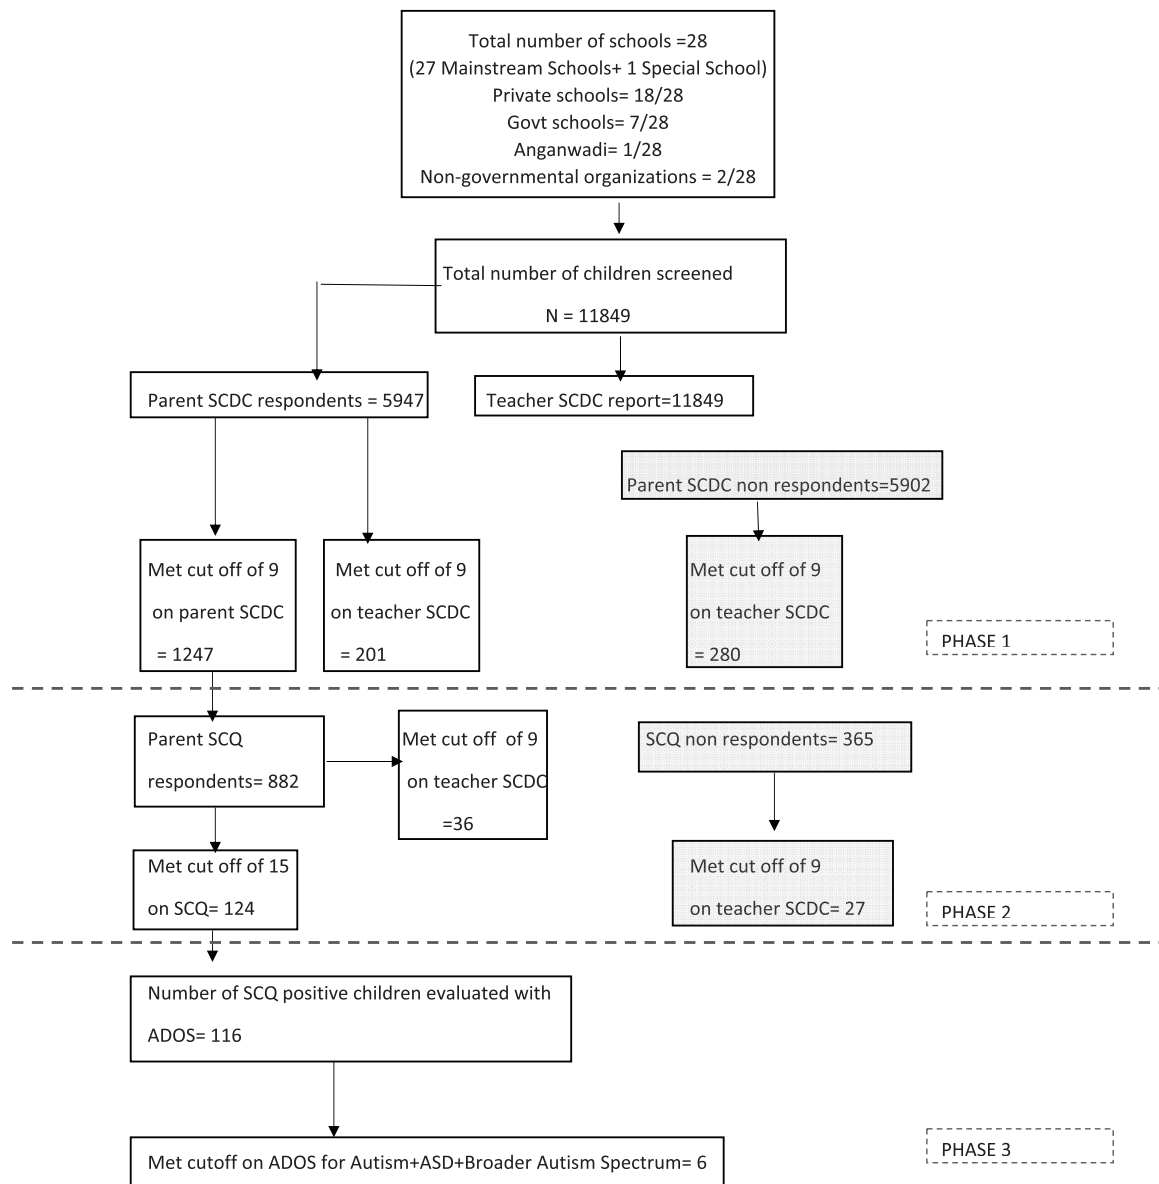 Total number of schools =28
(27 Mainstream Schools+ 1 Special School)
Private schools= 18/28
Govt schools= 7/28
Anganwadi= 1/28
Non-governmental organizations = 2/28
Total number of children screened
N = 11849
Parent SCDC respondents = 5947
Teacher SCDC report=11849
Parent SCDC non respondents=5902
Met cut off of 9
on parent SCDC
= 1247
Met cut off of 9
on teacher SCDC
= 201
Met cut off of 9
on teacher SCDC
= 280
PHASE 1
Parent SCQ
respondents= 882
Met cut off of 9
on teacher SCDC
=36
SCQ non respondents= 365
Met cut off of 15
on SCQ= 124
Met cut off of 9
on teacher SCDC= 27
PHASE 2
Number of SCQ positive children evaluated with
ADOS= 116
Met cutoff on ADOS for Autism+ASD+Broader Autism Spectrum= 6
PHASE 3